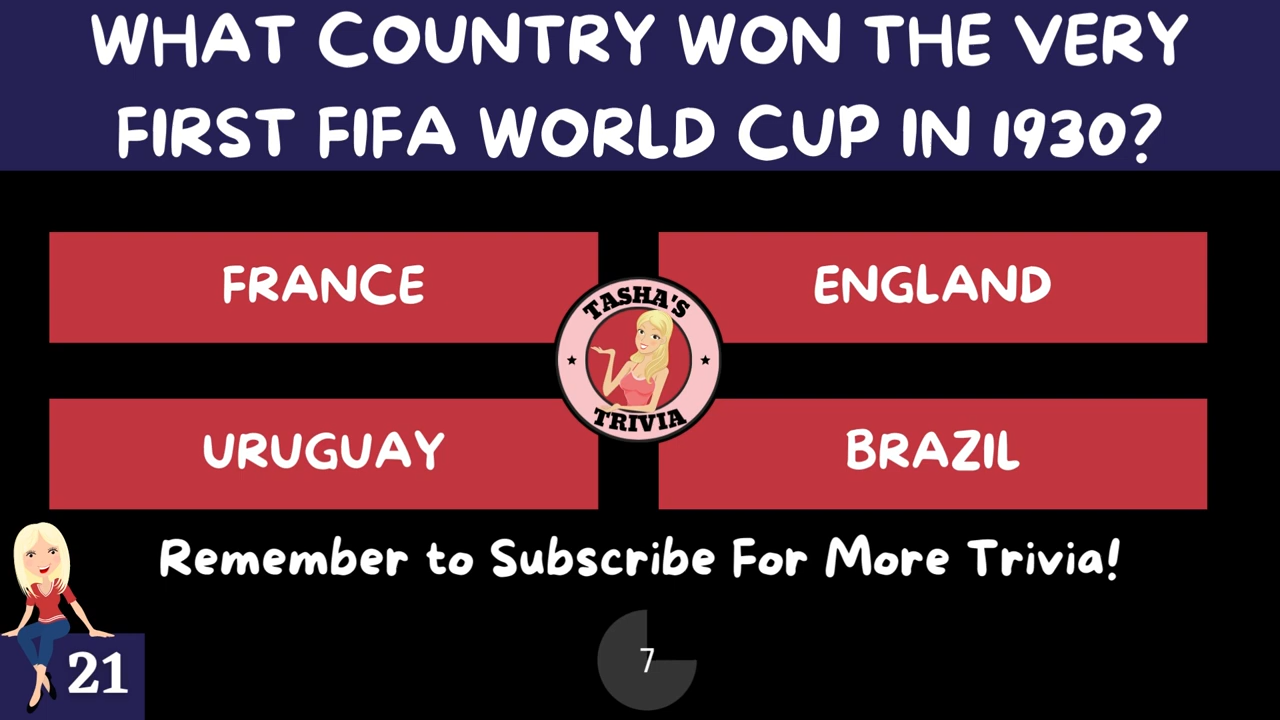 WHAT COUNTRY WON THE VERY
FIRST FIFA WORLD CUP IN 1930?
FRANCE
ENGLAND
TASHA'S
TRIVIA
URUGUAY
BRAZIL
Remember to Subscribe For More Trivia!
21
7